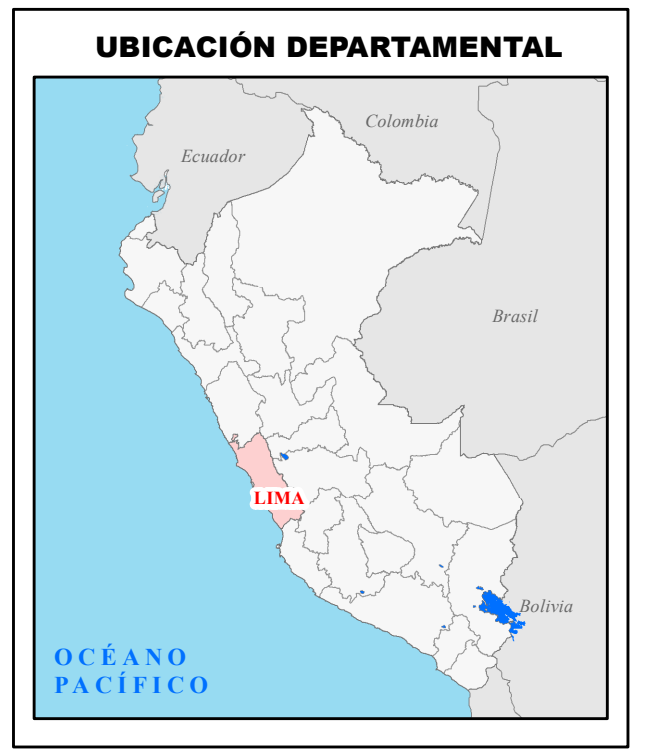 UBICACIÓN DEPARTAMENTAL
Colombia
Ecuador
Brasil
LIMA
Bolivia
OCÉANO
PACÍFICO